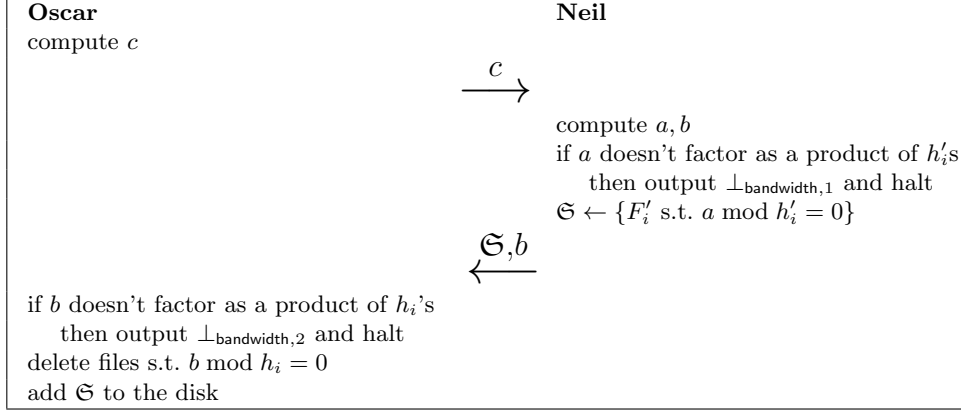 Oscar Neil
compute c
c
compute a, b
if a doesn't factor as a product of h′ᵢs
then output ⊥bandwidth,1 and halt
𝔖 ← {F′ᵢ s.t. a mod h′ᵢ = 0}
𝔖,b
if b doesn't factor as a product of hᵢ's
then output ⊥bandwidth,2 and halt
delete files s.t. b mod hᵢ = 0
add 𝔖 to the disk